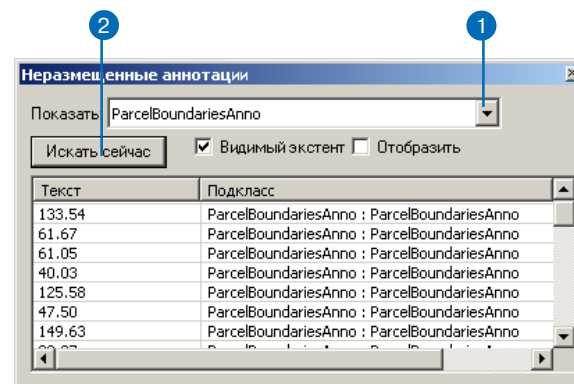 2 1
Неразмещенные аннотации
Показать: ParcelBoundariesAnno
Искать сейчас Видимый экстент Отобразить
Текст Подкласс
133.54 ParcelBoundariesAnno : ParcelBoundariesAnno
61.67 ParcelBoundariesAnno : ParcelBoundariesAnno
61.05 ParcelBoundariesAnno : ParcelBoundariesAnno
40.03 ParcelBoundariesAnno : ParcelBoundariesAnno
125.58 ParcelBoundariesAnno : ParcelBoundariesAnno
47.50 ParcelBoundariesAnno : ParcelBoundariesAnno
149.63 ParcelBoundariesAnno : ParcelBoundariesAnno